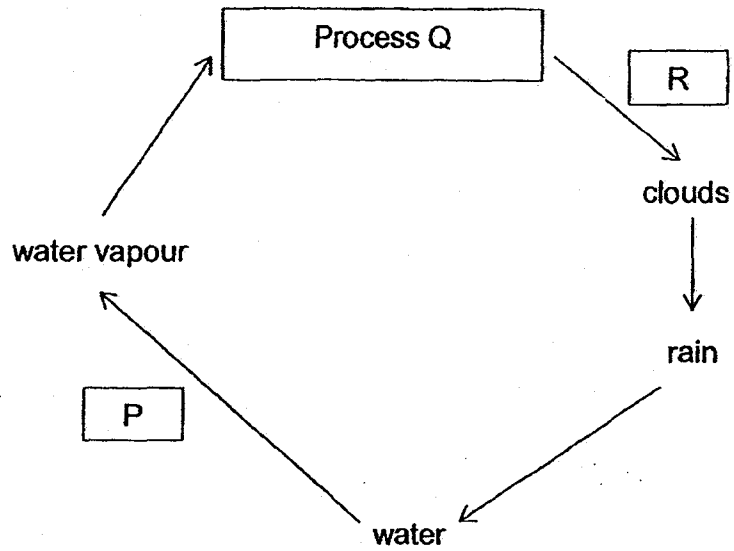 Process Q
R
clouds
water vapour
rain
P
water